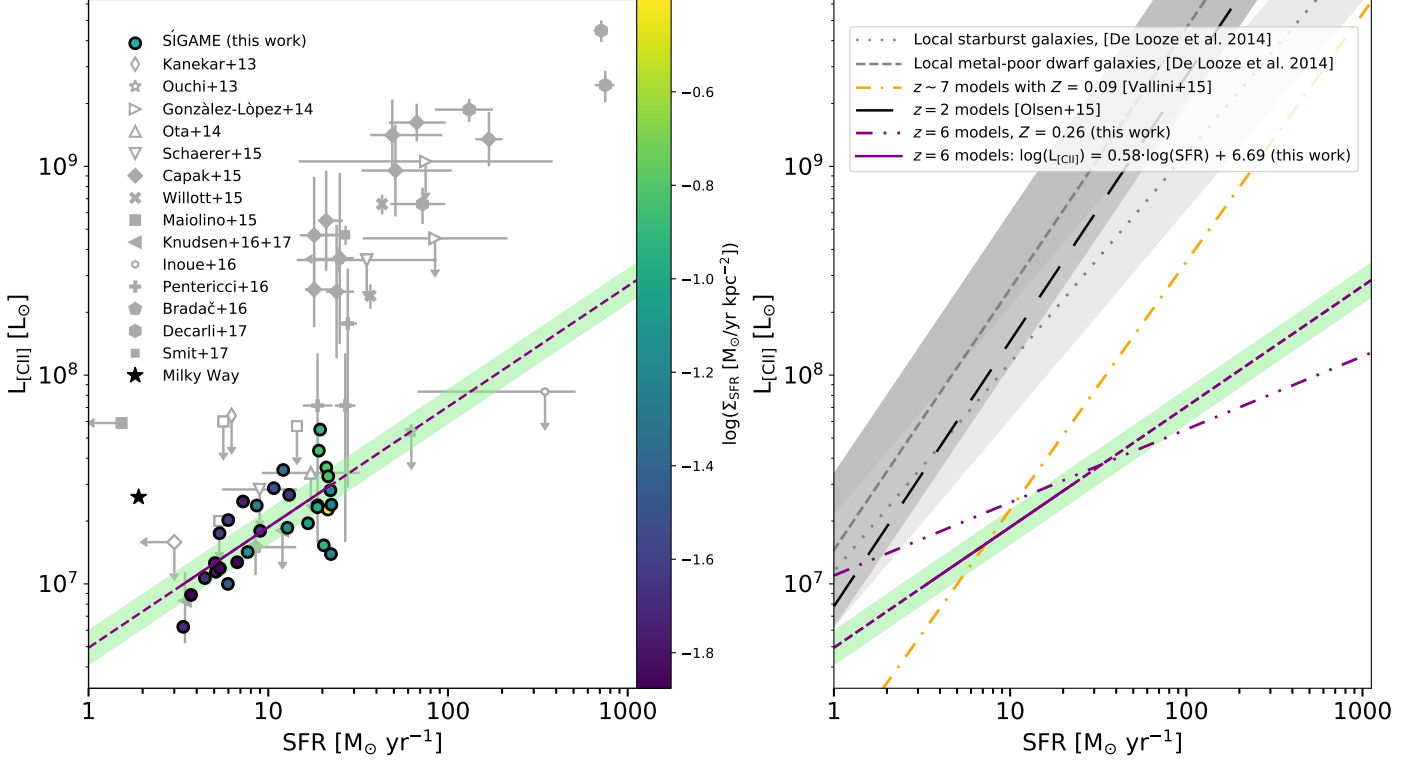 SÍGAME (this work)
Kanekar+13
Ouchi+13
Gonzàlez-Lòpez+14
Ota+14
Schaerer+15
Capak+15
Willott+15
Maiolino+15
Knudsen+16+17
Inoue+16
Pentericci+16
Bradač+16
Decarli+17
Smit+17
Milky Way
10⁹
10⁸
10⁷
L[CII] [L⊙]
1
10
100
1000
SFR [M⊙ yr⁻¹]
−0.6
−0.8
−1.0
−1.2
−1.4
−1.6
−1.8
log(ΣSFR [M⊙/yr kpc⁻²])
Local starburst galaxies, [De Looze et al. 2014]
Local metal-poor dwarf galaxies, [De Looze et al. 2014]
z ~ 7 models with Z = 0.09 [Vallini+15]
z = 2 models [Olsen+15]
z = 6 models, Z = 0.26 (this work)
z = 6 models: log(L[CII]) = 0.58·log(SFR) + 6.69 (this work)
10⁹
10⁸
10⁷
L[CII] [L⊙]
1
10
100
1000
SFR [M⊙ yr⁻¹]